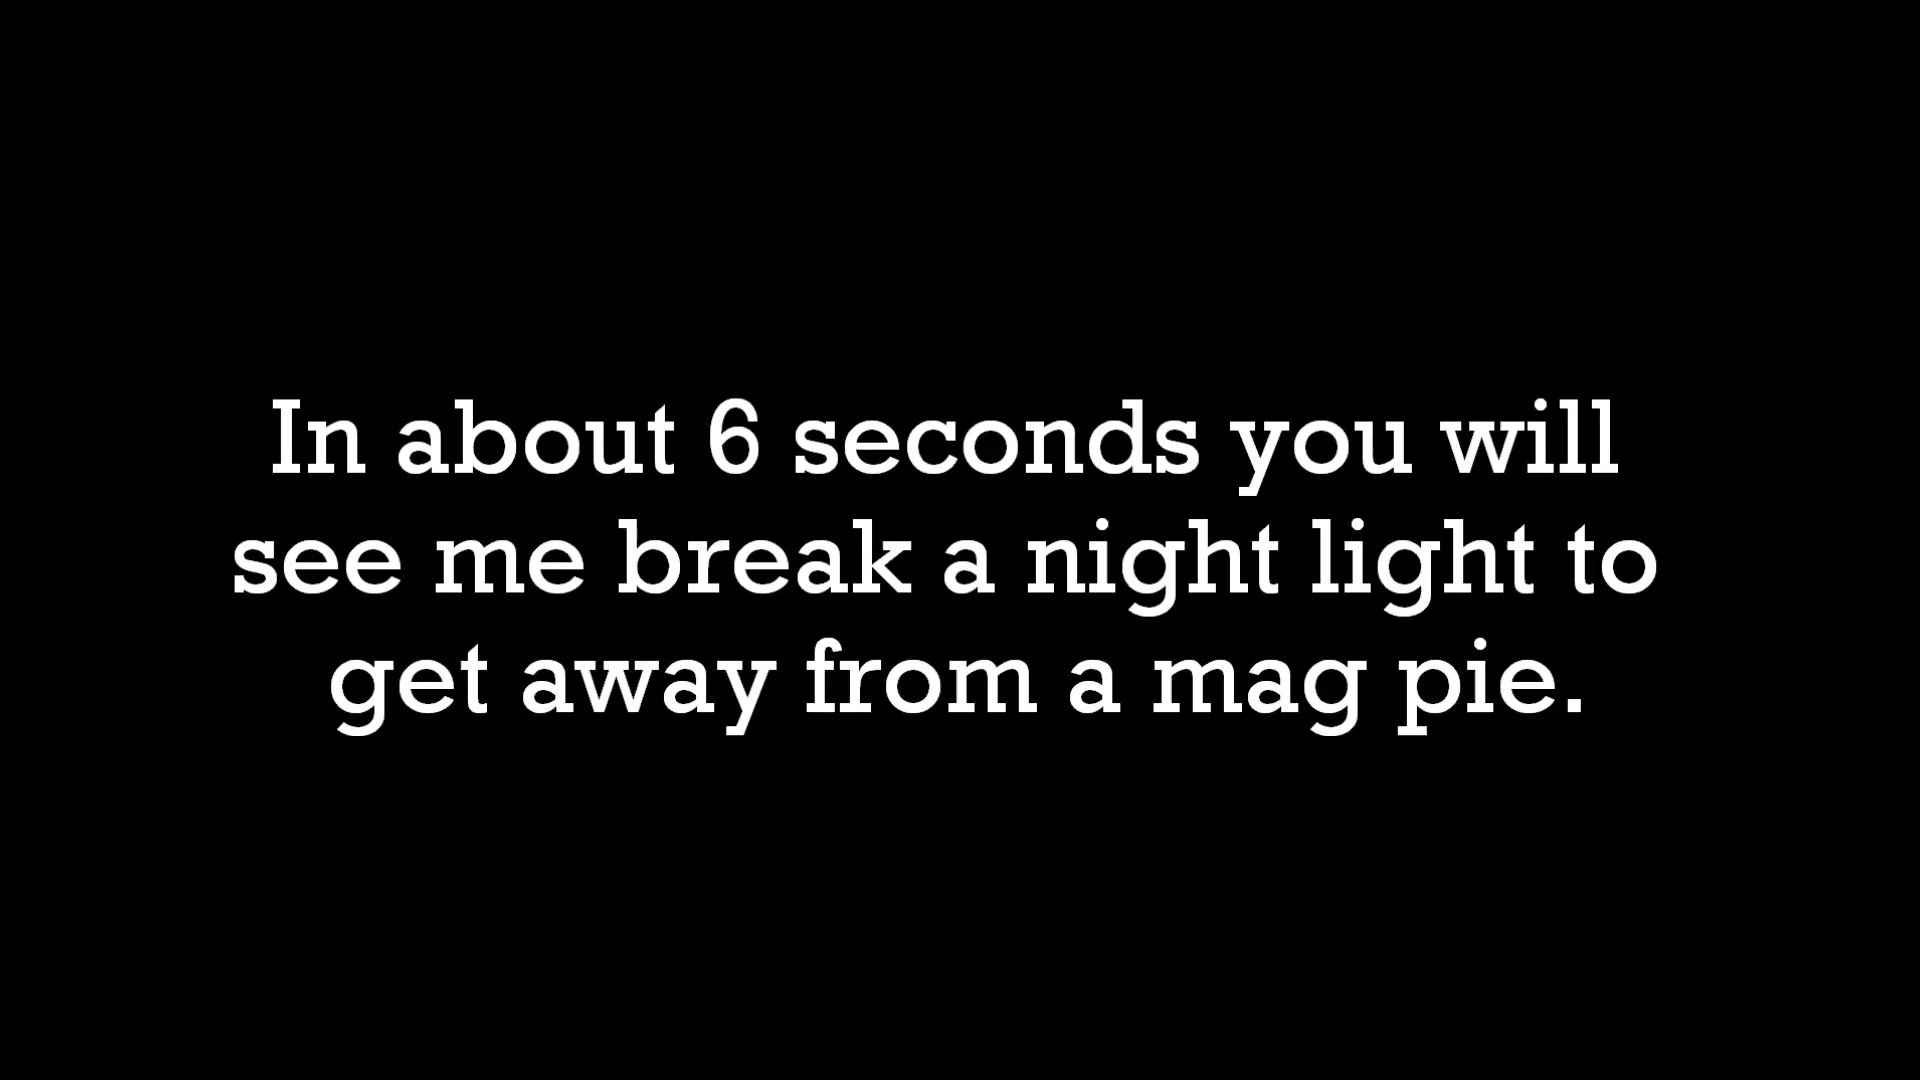 In about 6 seconds you will
see me break a night light to
get away from a mag pie.